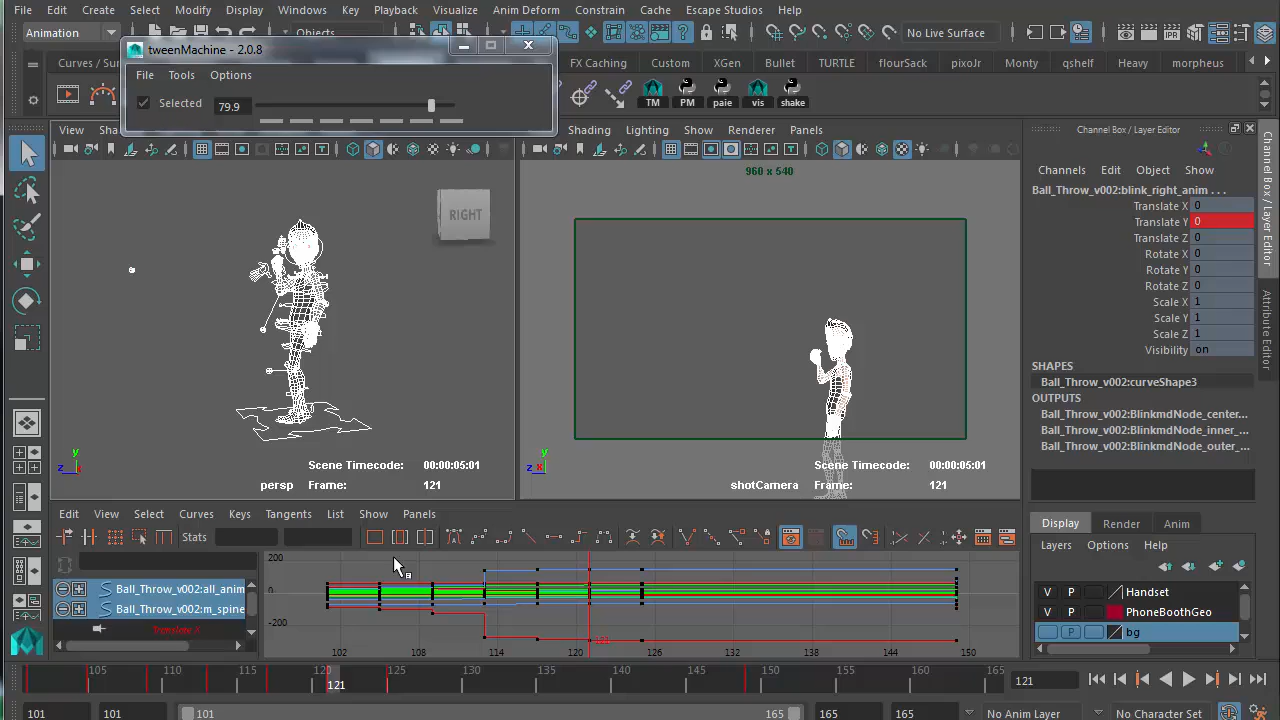 File Edit Create Select Modify Display Windows Key Playback Visualize Anim Deform Constrain Cache Escape Studios Help
Animation Objects No Live Surface
tweenMachine - 2.0.8
Curves / Su FX Caching Custom XGen Bullet TURTLE flourSack pixoJr Monty qshelf Heavy morpheus
File Tools Options
Selected 79.9
TM PM paie vis shake
View Sha Shading Lighting Show Renderer Panels
Channel Box / Layer Editor
960 x 540
RIGHT
Channels Edit Object Show
Ball_Throw_v002:blink_right_anim . . .
Translate X 0
Translate Y 0
Translate Z 0
Rotate X 0
Rotate Y 0
Rotate Z 0
Scale X 1
Scale Y 1
Scale Z 1
Visibility on
SHAPES
Ball_Throw_v002:curveShape3
OUTPUTS
Ball_Throw_v002:BlinkmdNode_center...
Ball_Throw_v002:BlinkmdNode_inner_...
Ball_Throw_v002:BlinkmdNode_outer_...
Channel Box / Layer Editor
Attribute Editor
y
z x
Scene Timecode: 00:00:05:01
persp Frame: 121
y
z x
Scene Timecode: 00:00:05:01
shotCamera Frame: 121
Edit View Select Curves Keys Tangents List Show Panels
Stats
Display Render Anim
Layers Options Help
Ball_Throw_v002:all_anim
Ball_Throw_v002:m_spine
Translate X
200
0
-200
121
102 108 114 120 126 132 138 144 150
V P Handset
V P PhoneBoothGeo
P bg
105 110 115 120 125 130 135 140 145 150 155 160 165
121
121
101 101 101 165 165 165 No Anim Layer No Character Set